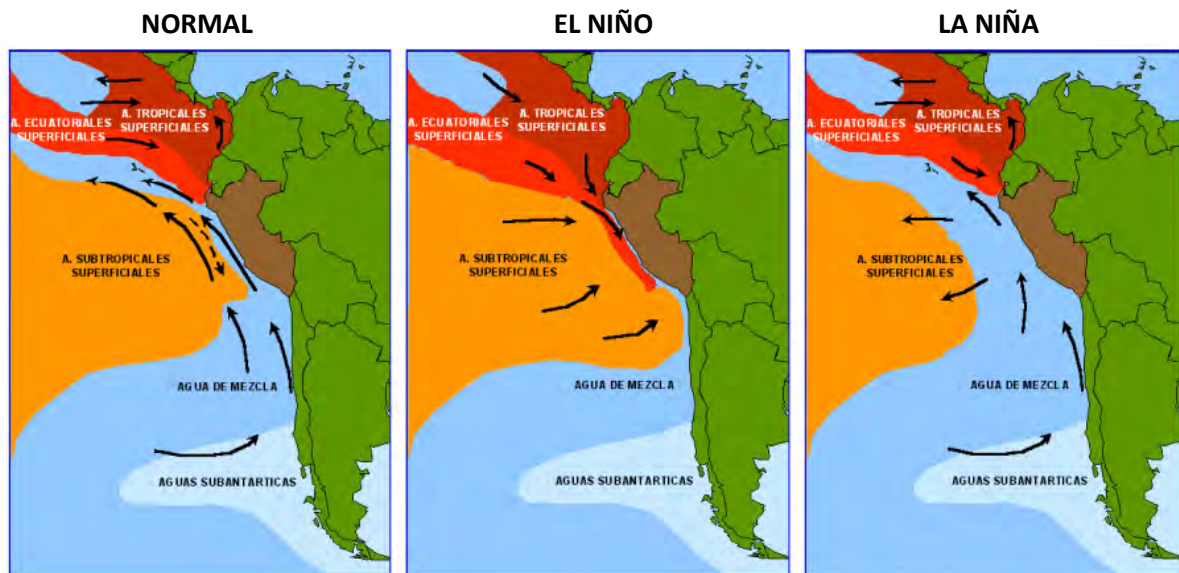 NORMAL
EL NIÑO
LA NIÑA
A. TROPICALES
SUPERFICIALES
A. ECUATORIALES
SUPERFICIALES
A. SUBTROPICALES
SUPERFICIALES
AGUA DE MEZCLA
AGUAS SUBANTARTICAS
A. TROPICALES
SUPERFICIALES
A. ECUATORIALES
SUPERFICIALES
A. SUBTROPICALES
SUPERFICIALES
AGUA DE MEZCLA
AGUAS SUBANTARTICAS
A. TROPICALES
SUPERFICIALES
A. ECUATORIALES
SUPERFICIALES
A. SUBTROPICALES
SUPERFICIALES
AGUA DE MEZCLA
AGUAS SUBANTARTICAS